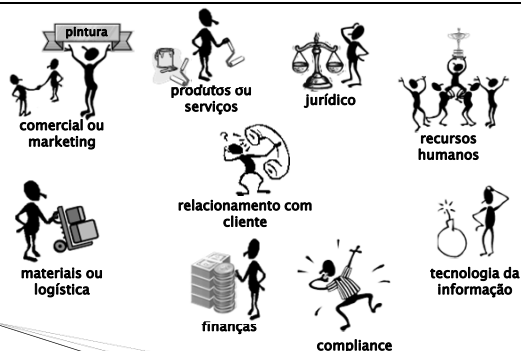 pintura
produtos ou
serviços
jurídico
comercial ou
marketing
recursos
humanos
relacionamento com
cliente
materiais ou
logística
tecnologia da
informação
finanças
compliance